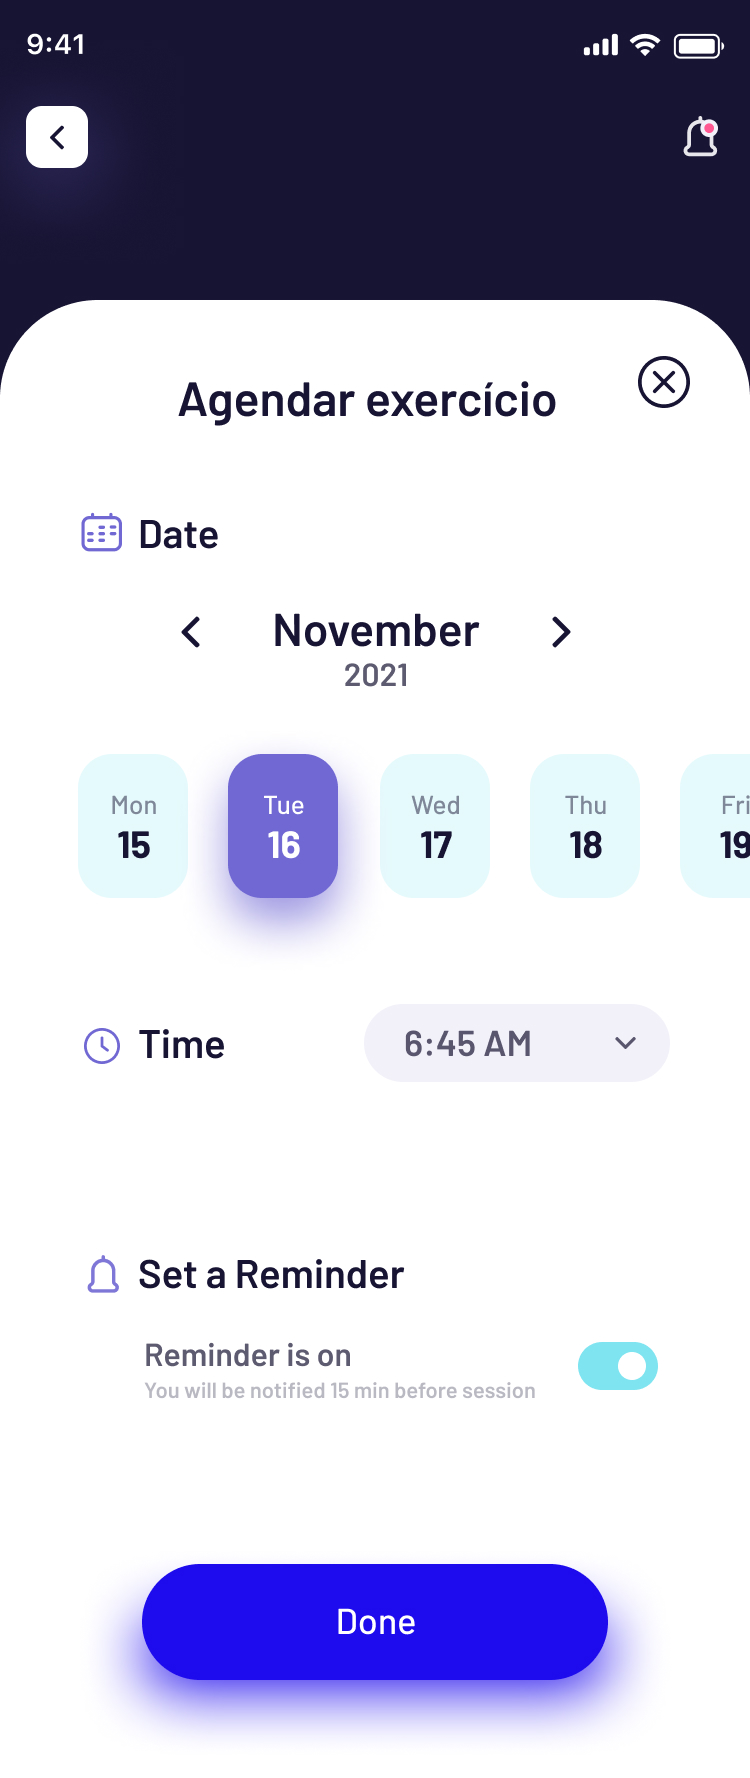 9:41
Agendar exercício
Date
November
2021
Mon Tue Wed Thu Fri
15 16 17 18 19
Time 6:45 AM
Set a Reminder
Reminder is on
You will be notified 15 min before session
Done